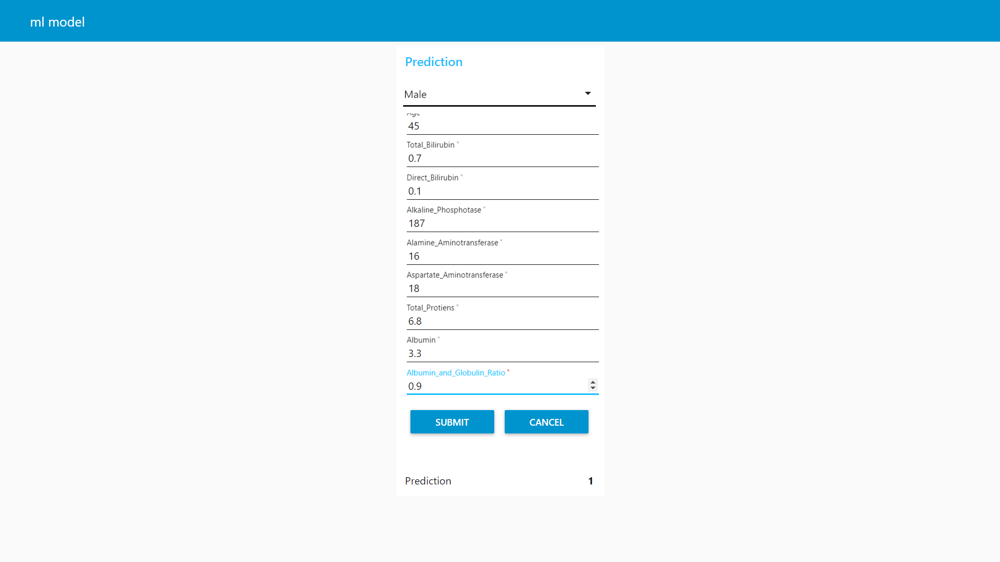 ml model
Prediction
Male
Age
45
Total_Bilirubin *
0.7
Direct_Bilirubin *
0.1
Alkaline_Phosphotase *
187
Alamine_Aminotransferase *
16
Aspartate_Aminotransferase *
18
Total_Protiens *
6.8
Albumin *
3.3
Albumin_and_Globulin_Ratio *
0.9
SUBMIT CANCEL
Prediction 1